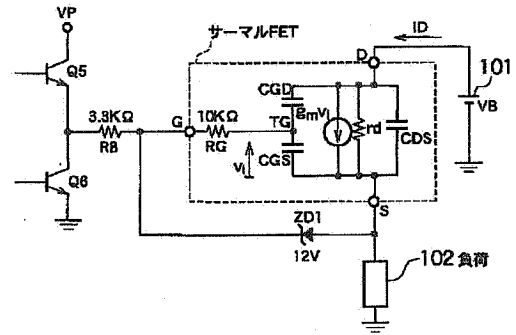 VP
サーマルFET
ID
D
101
Q5
CGD
VB
3.3KΩ
G
10KΩ
TG
gmVi
rd
CDS
R8
RG
CGS
Vi
Q6
S
ZD1
12V
102 負荷